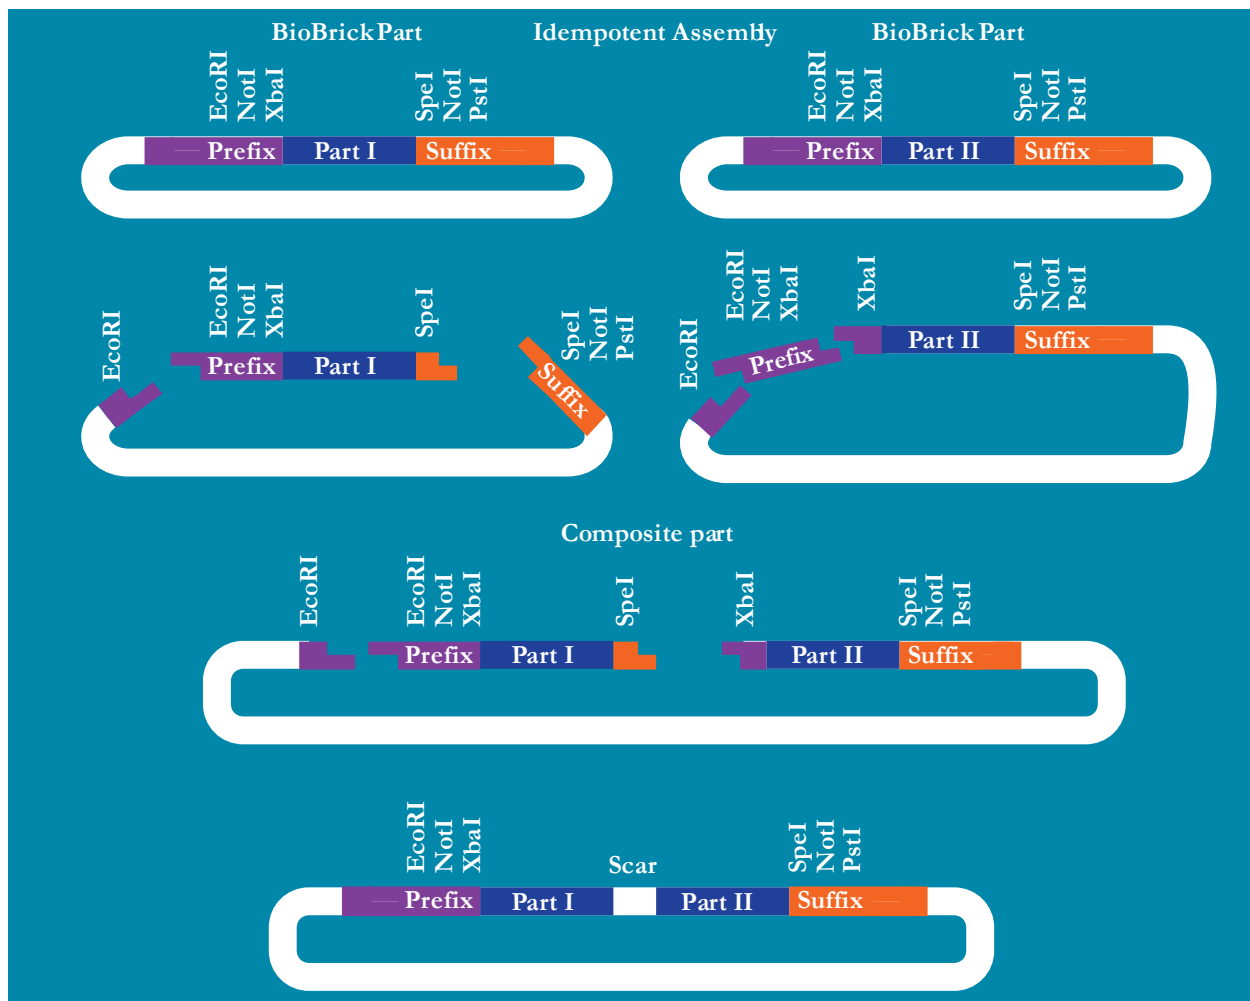 BioBrick Part
Idempotent Assembly
BioBrick Part
EcoRI
NotI
XbaI
SpeI
NotI
PstI
EcoRI
NotI
XbaI
SpeI
NotI
PstI
Prefix
Part I
Suffix
Prefix
Part II
Suffix
EcoRI
EcoRI
NotI
XbaI
SpeI
SpeI
NotI
PstI
EcoRI
EcoRI
NotI
XbaI
XbaI
SpeI
NotI
PstI
Prefix
Part I
Suffix
Prefix
Part II
Suffix
Composite part
EcoRI
EcoRI
NotI
XbaI
SpeI
XbaI
SpeI
NotI
PstI
Prefix
Part I
Part II
Suffix
EcoRI
NotI
XbaI
Scar
SpeI
NotI
PstI
Prefix
Part I
Part II
Suffix